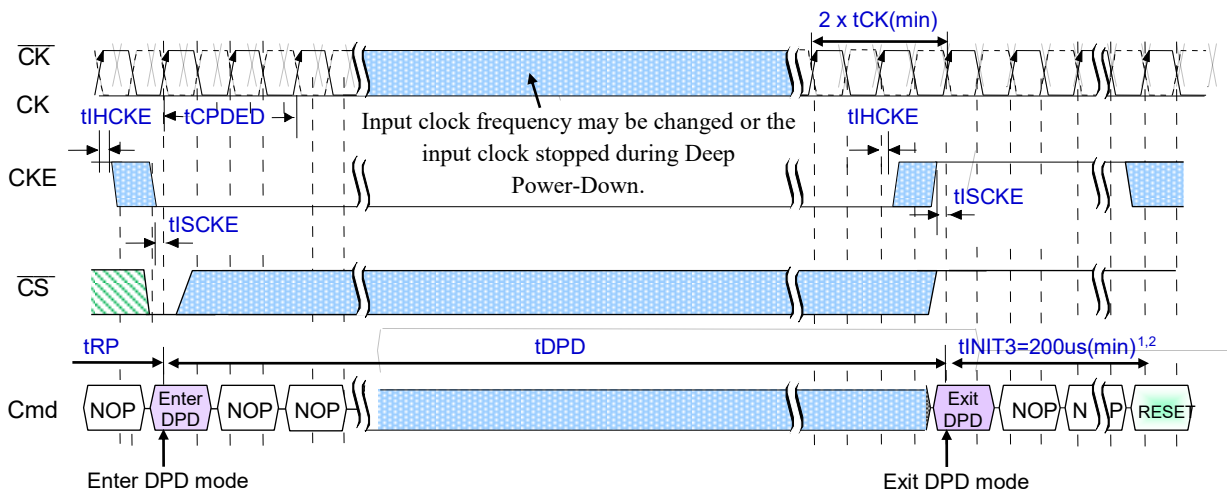 2 x tCK(min)
CK
CK
tIHCKE
tCPDED
Input clock frequency may be changed or the
input clock stopped during Deep
Power-Down.
tIHCKE
CKE
tISCKE
tISCKE
CS
tRP
tDPD
tINIT3=200us(min)1,2
Cmd
NOP
Enter
DPD
NOP
NOP
Exit
DPD
NOP
N
P
RESET
Enter DPD mode
Exit DPD mode